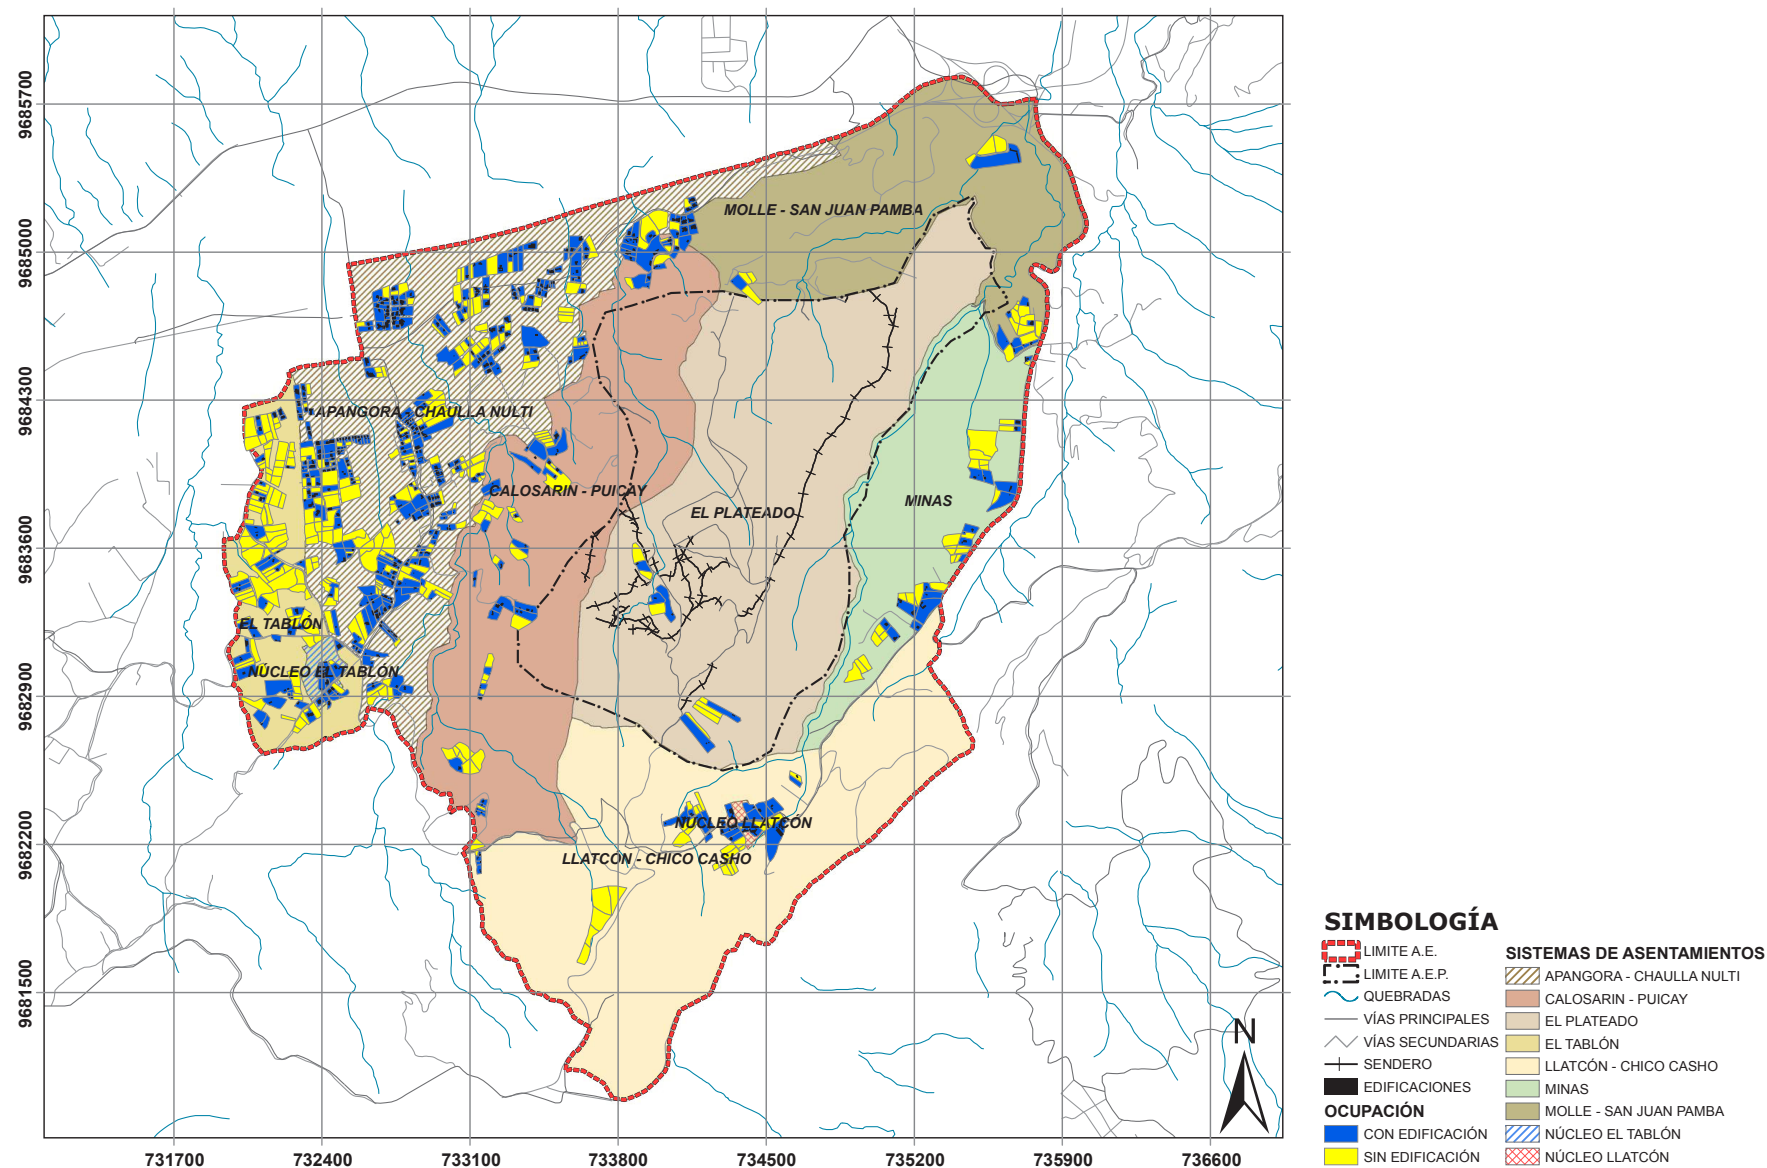 9685700
9685000
9684300
9683600
9682900
9682200
9681500
MOLLE - SAN JUAN PAMBA
APANGORA - CHAULLA NULTI
CALOSARIN - PUICAY
EL PLATEADO
MINAS
EL TABLÓN
NÚCLEO EL TABLÓN
NÚCLEO LLATCÓN
LLATCÓN - CHICO CASHO
731700
732400
733100
733800
734500
735200
735900
736600
N
SIMBOLOGÍA
LIMITE A.E.
LIMITE A.E.P.
QUEBRADAS
VÍAS PRINCIPALES
VÍAS SECUNDARIAS
SENDERO
EDIFICACIONES
OCUPACIÓN
CON EDIFICACIÓN
SIN EDIFICACIÓN
SISTEMAS DE ASENTAMIENTOS
APANGORA - CHAULLA NULTI
CALOSARIN - PUICAY
EL PLATEADO
EL TABLÓN
LLATCÓN - CHICO CASHO
MINAS
MOLLE - SAN JUAN PAMBA
NÚCLEO EL TABLÓN
NÚCLEO LLATCÓN